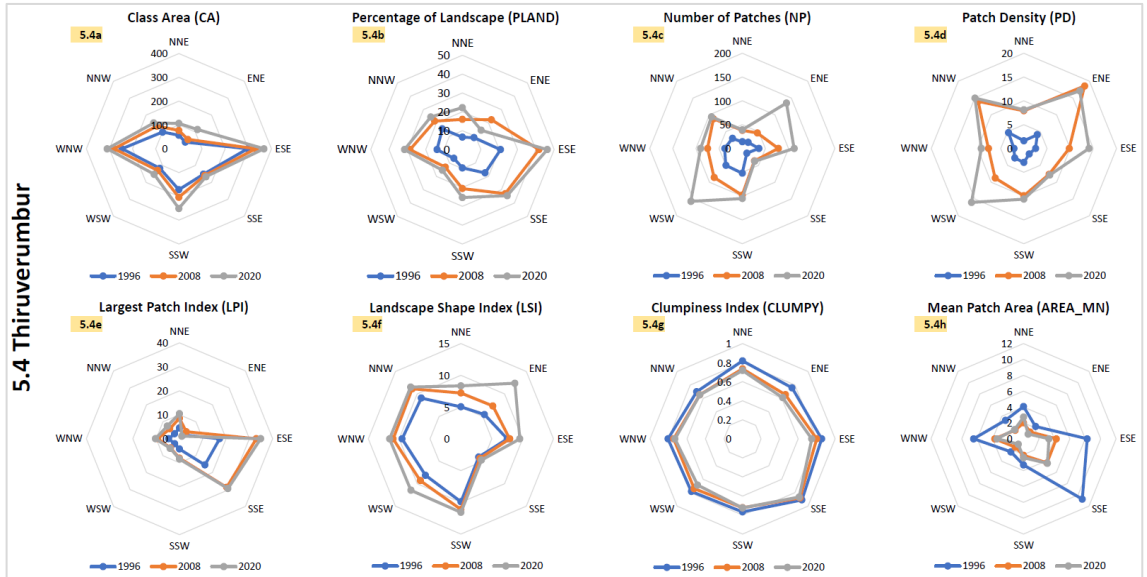 5.4 Thiruverumbur
Class Area (CA)
5.4a
NNE
ENE
ESE
SSE
SSW
WSW
WNW
NNW
400
300
200
100
0
1996 2008 2020
Percentage of Landscape (PLAND)
5.4b
NNE
ENE
ESE
SSE
SSW
WSW
WNW
NNW
50
40
30
20
10
0
1996 2008 2020
Number of Patches (NP)
5.4c
NNE
ENE
ESE
SSE
SSW
WSW
WNW
NNW
200
150
100
50
0
1996 2008 2020
Patch Density (PD)
5.4d
NNE
ENE
ESE
SSE
SSW
WSW
WNW
NNW
20
15
10
5
0
1996 2008 2020
Largest Patch Index (LPI)
5.4e
NNE
ENE
ESE
SSE
SSW
WSW
WNW
NNW
40
30
20
10
0
1996 2008 2020
Landscape Shape Index (LSI)
5.4f
NNE
ENE
ESE
SSE
SSW
WSW
WNW
NNW
15
10
5
0
1996 2008 2020
Clumpiness Index (CLUMPY)
5.4g
NNE
ENE
ESE
SSE
SSW
WSW
WNW
NNW
1
0.8
0.6
0.4
0.2
0
1996 2008 2020
Mean Patch Area (AREA_MN)
5.4h
NNE
ENE
ESE
SSE
SSW
WSW
WNW
NNW
12
10
8
6
4
2
0
1996 2008 2020